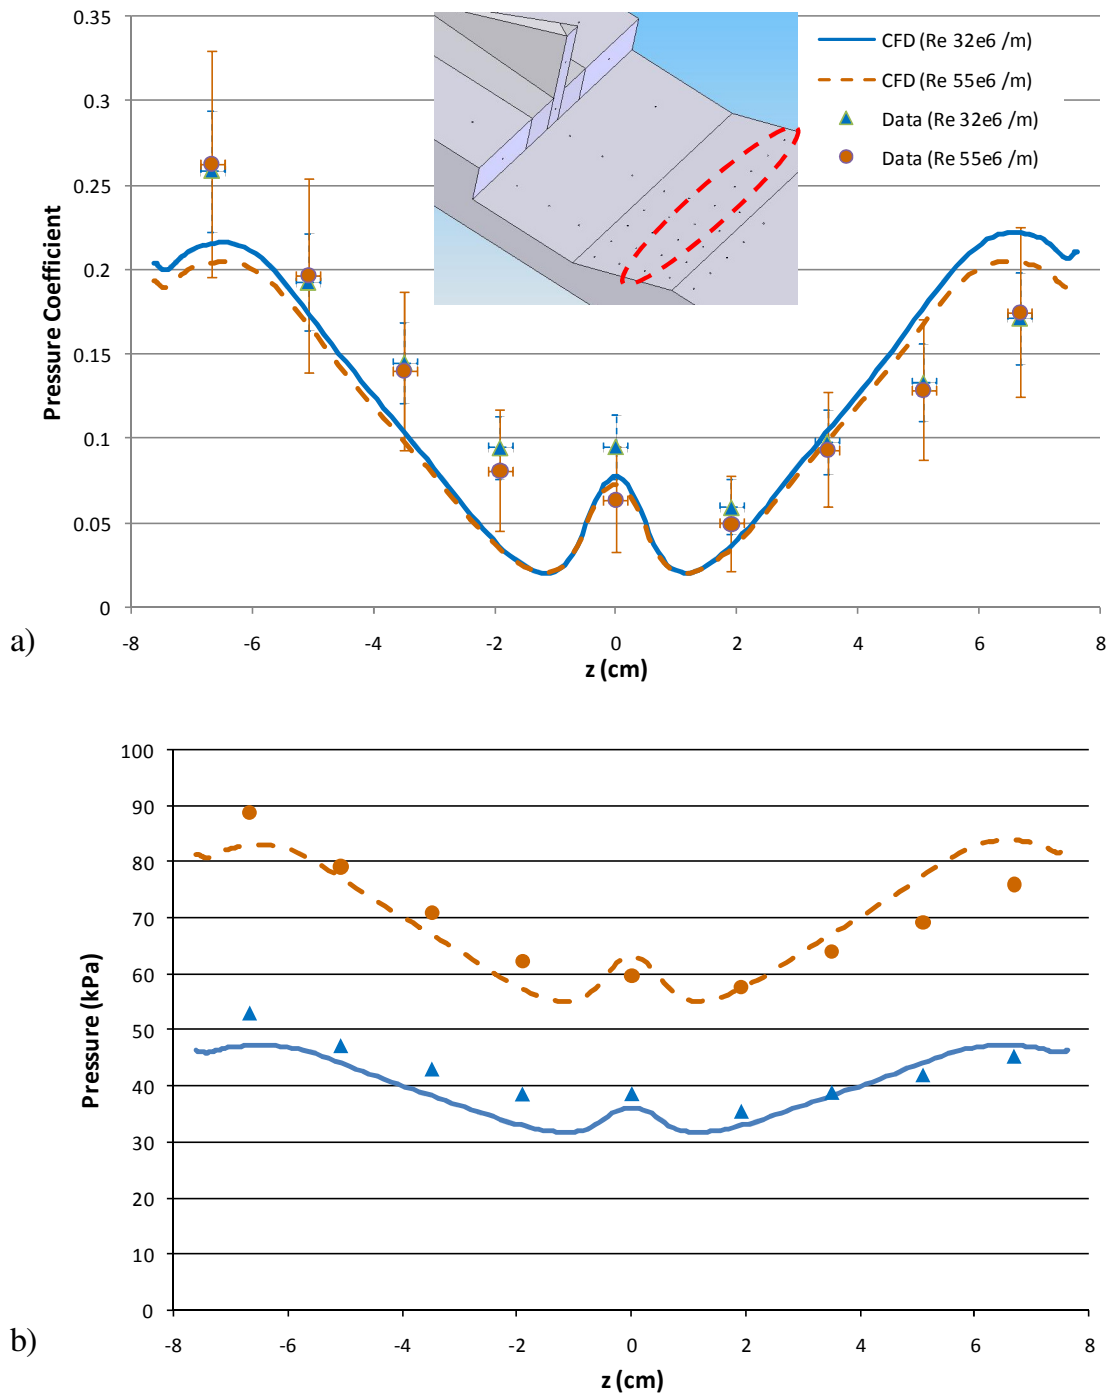 0.35
0.3
0.25
0.2
0.15
0.1
0.05
0
Pressure Coefficient
CFD (Re 32e6 /m)
CFD (Re 55e6 /m)
Data (Re 32e6 /m)
Data (Re 55e6 /m)
-8 -6 -4 -2 0 2 4 6 8
z (cm)
a)
100
90
80
70
60
50
40
30
20
10
0
Pressure (kPa)
-8 -6 -4 -2 0 2 4 6 8
z (cm)
b)